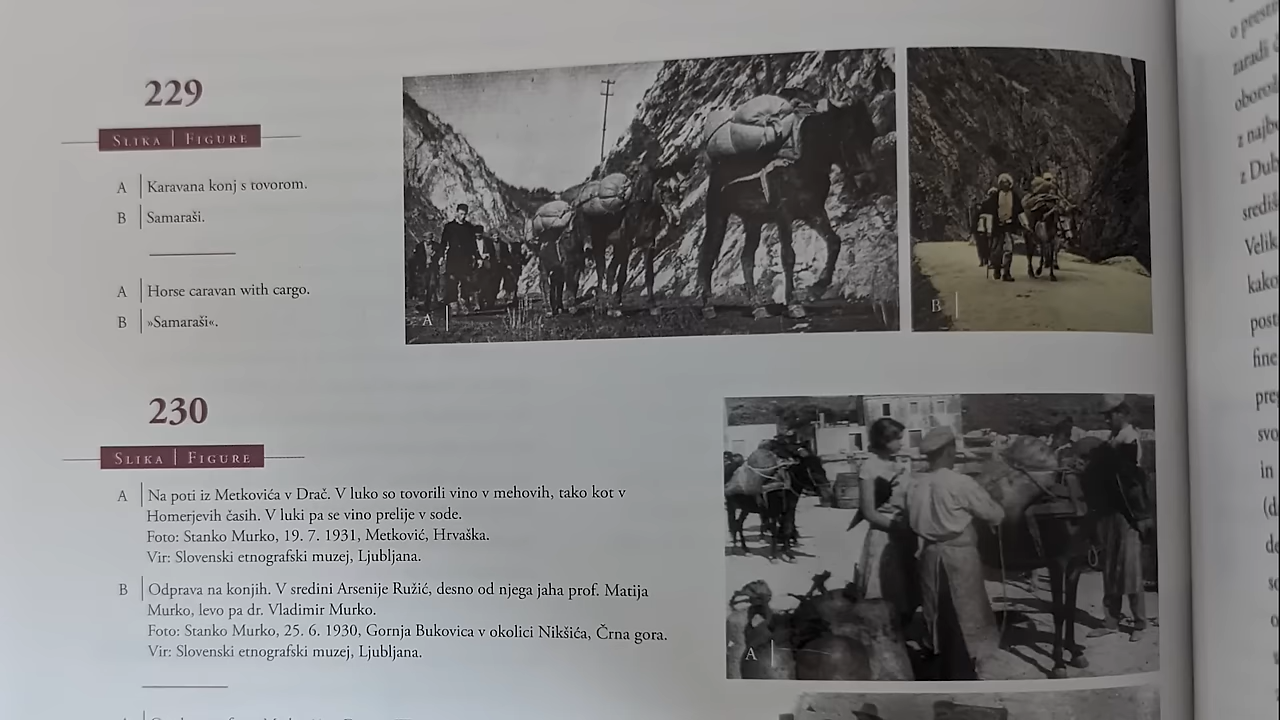 229
SLIKA | FIGURE
A Karavana konj s tovorom.
B Samaraši.
A Horse caravan with cargo.
B »Samaraši«.
A
B
230
SLIKA | FIGURE
A Na poti iz Metkovića v Drač. V luko so tovorili vino v mehovih, tako kot v
Homerjevih časih. V luki pa se vino prelije v sode.
Foto: Stanko Murko, 19. 7. 1931, Metković, Hrvaška.
Vir: Slovenski etnografski muzej, Ljubljana.
B Odprava na konjih. V sredini Arsenije Ružić, desno od njega jaha prof. Matija
Murko, levo pa dr. Vladimir Murko.
Foto: Stanko Murko, 25. 6. 1930, Gornja Bukovica v okolici Nikšića, Črna gora.
Vir: Slovenski etnografski muzej, Ljubljana.
A